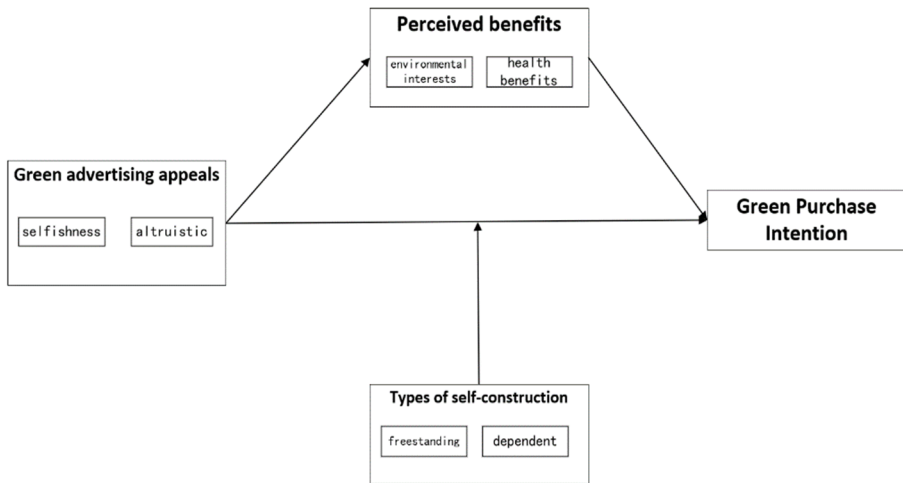 Perceived benefits
environmental
interests
health
benefits
Green advertising appeals
selfishness
altruistic
Green Purchase
Intention
Types of self-construction
freestanding
dependent